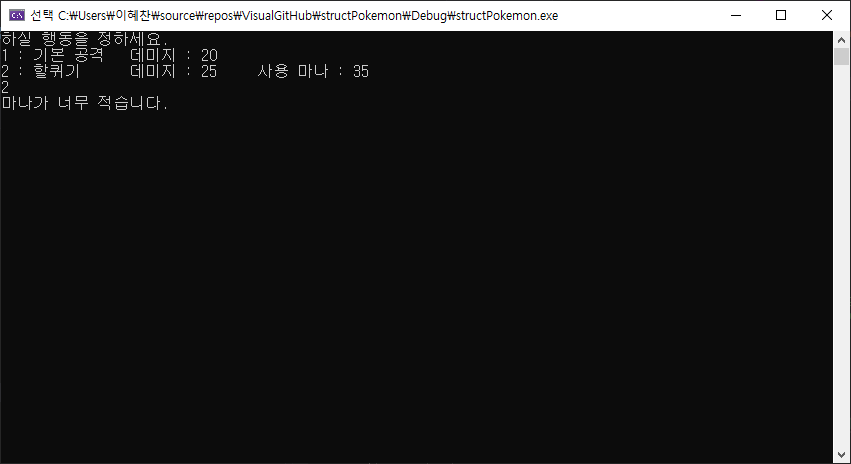 선택 C:₩Users₩이혜찬₩source₩repos₩VisualGitHub₩structPokemon₩Debug₩structPokemon.exe
하실 행동을 정하세요.
1 : 기본 공격 데미지 : 20
2 : 할퀴기 데미지 : 25 사용 마나 : 35
2
마나가 너무 적습니다.